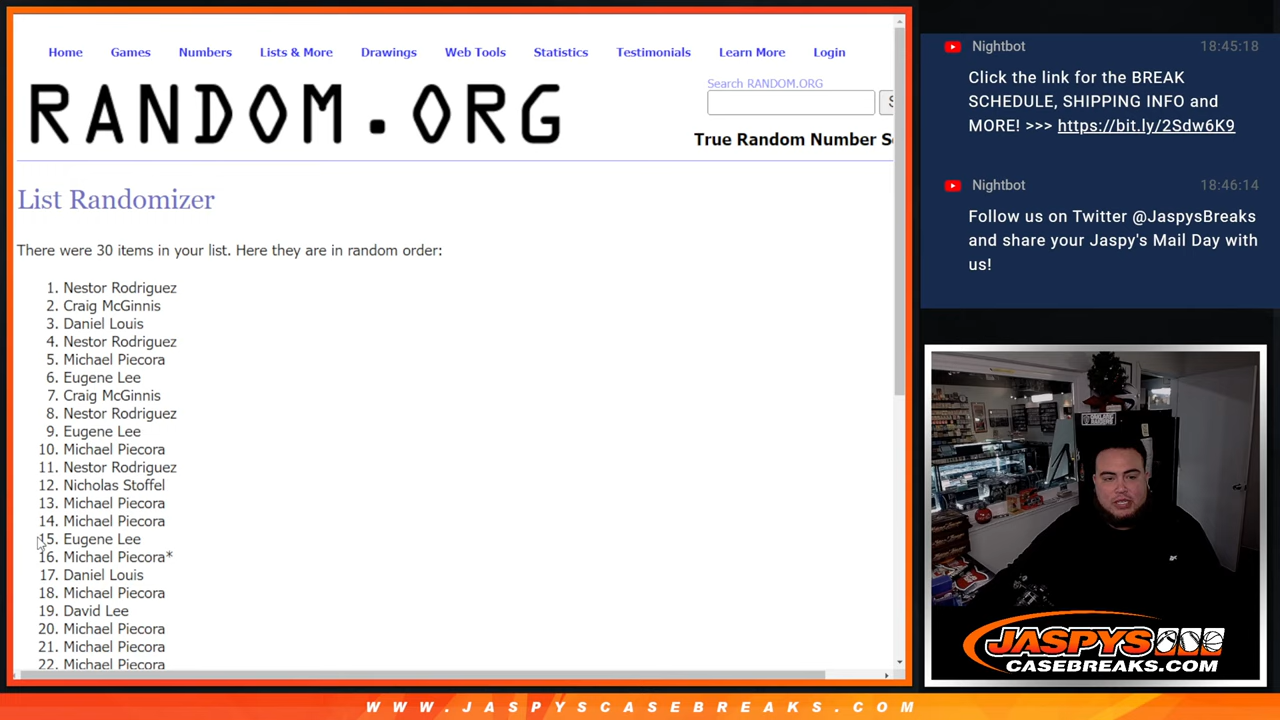 Home Games Numbers Lists & More Drawings Web Tools Statistics Testimonials Learn More Login
RANDOM.ORG
Search RANDOM.ORG
True Random Number
List Randomizer
There were 30 items in your list. Here they are in random order:
1. Nestor Rodriguez
2. Craig McGinnis
3. Daniel Louis
4. Nestor Rodriguez
5. Michael Piecora
6. Eugene Lee
7. Craig McGinnis
8. Nestor Rodriguez
9. Eugene Lee
10. Michael Piecora
11. Nestor Rodriguez
12. Nicholas Stoffel
13. Michael Piecora
14. Michael Piecora
15. Eugene Lee
16. Michael Piecora*
17. Daniel Louis
18. Michael Piecora
19. David Lee
20. Michael Piecora
21. Michael Piecora
22. Michael Piecora
Nightbot 18:45:18
Click the link for the BREAK
SCHEDULE, SHIPPING INFO and
MORE! >>> https://bit.ly/2Sdw6K9
Nightbot 18:46:14
Follow us on Twitter @JaspysBreaks
and share your Jaspy's Mail Day with
us!
JASPYS
CASEBREAKS.COM
WWW.JASPYSCASEBREAKS.COM